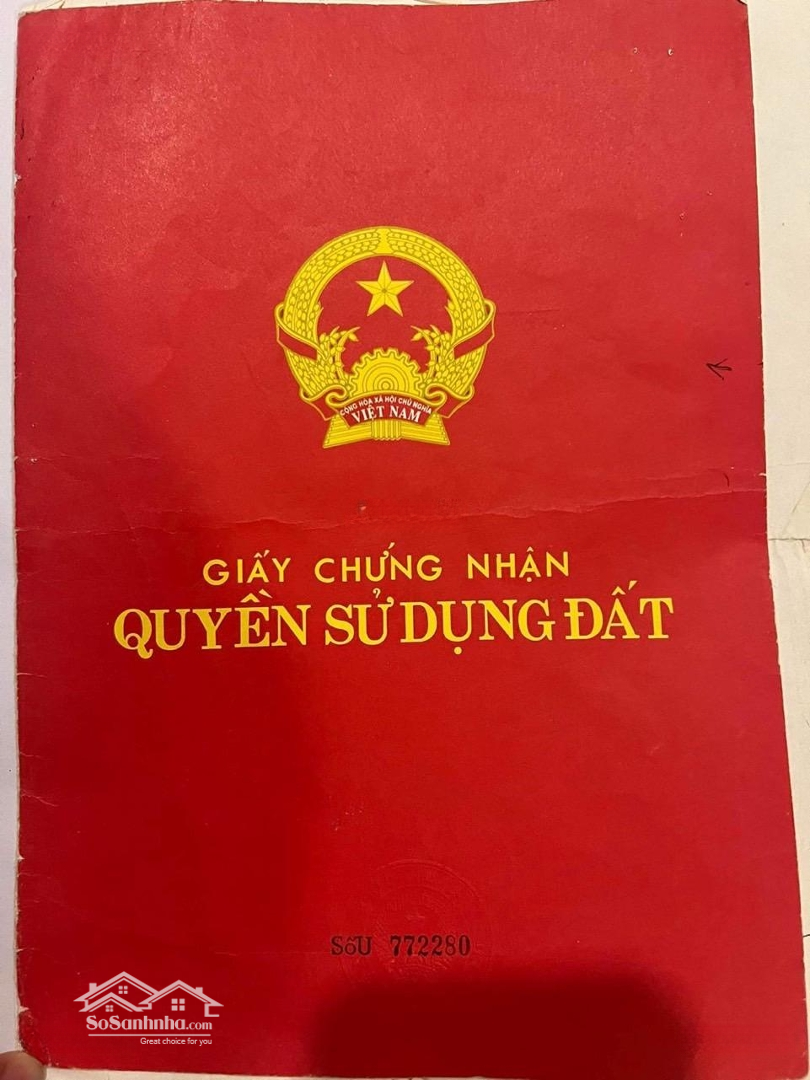 CỘNG HÒA XÃ HỘI CHỦ NGHĨA
VIỆT NAM
GIẤY CHỨNG NHẬN
QUYỀN SỬ DỤNG ĐẤT
SốU 772280
SoSanhnha.com
Great choice for you